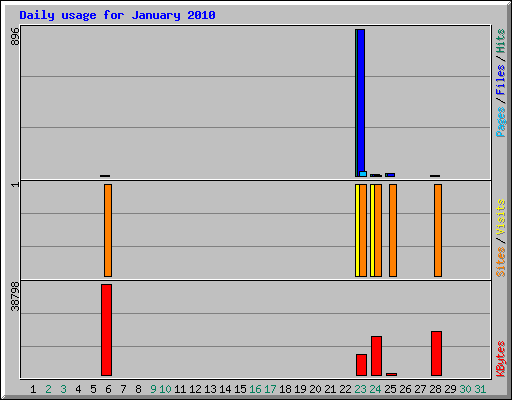 Daily usage for January 2010
896
Pages / Files / Hits
1
Sites / Visits
38798
KBytes
1 2 3 4 5 6 7 8 9 10 11 12 13 14 15 16 17 18 19 20 21 22 23 24 25 26 27 28 29 30 31